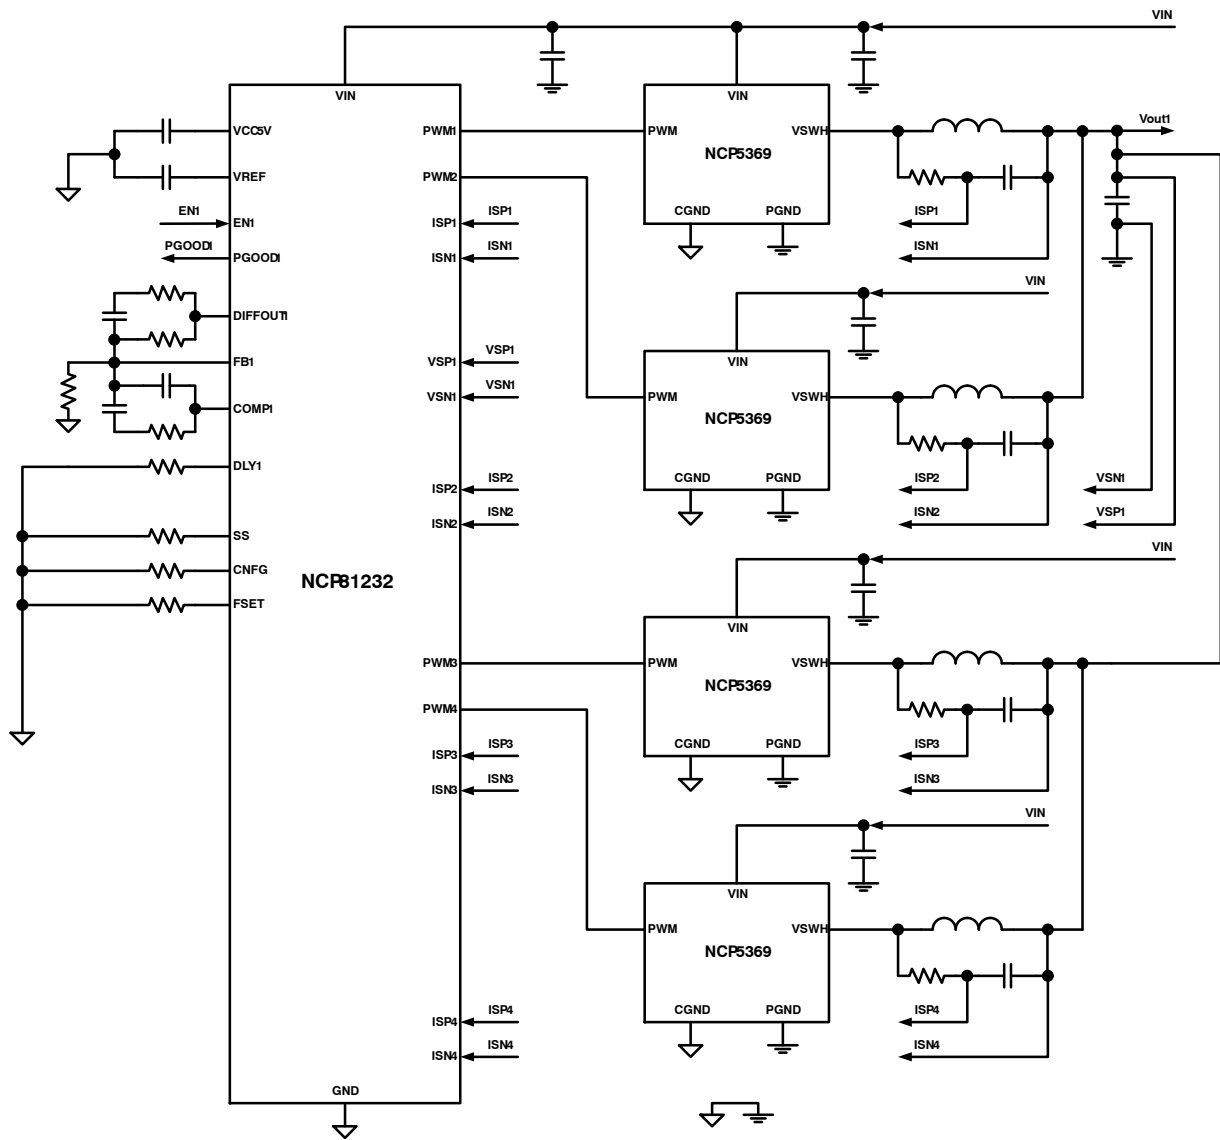 VIN
VIN
VCC5V
PWM1
VREF
PWM2
EN1
EN1
ISP1
ISP1
PGOOD1
PGOOD1
ISN1
ISN1
DIFFOUT1
FB1
VSP1
VSP1
VSN1
VSN1
COMP1
DLY1
ISP2
ISP2
ISN2
ISN2
SS
CNFG
FSET
NCP81232
PWM3
PWM4
ISP3
ISP3
ISN3
ISN3
ISP4
ISP4
ISN4
ISN4
GND
VIN
PWM
VSWH
NCP5369
CGND
PGND
Vout1
ISP1
ISN1
VIN
VIN
PWM
VSWH
NCP5369
CGND
PGND
ISP2
ISN2
VSN1
VSP1
VIN
VIN
PWM
VSWH
NCP5369
CGND
PGND
ISP3
ISN3
VIN
VIN
PWM
VSWH
NCP5369
CGND
PGND
ISP4
ISN4